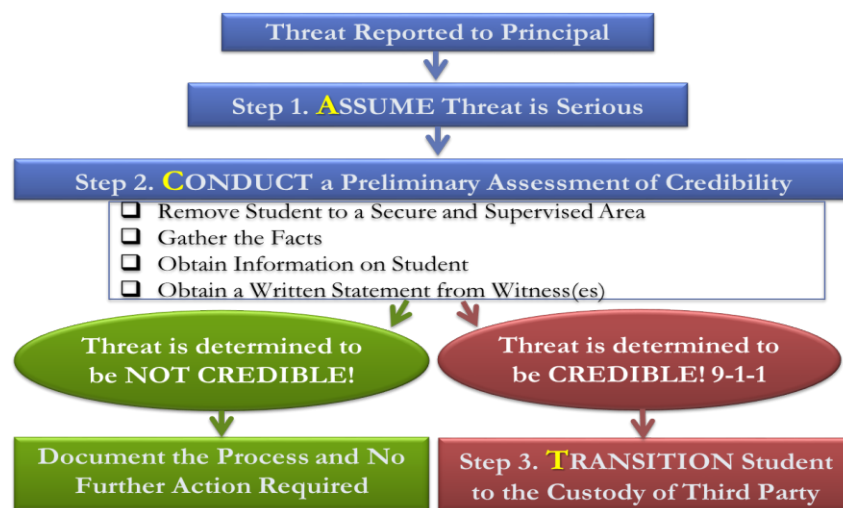 Threat Reported to Principal
Step 1. ASSUME Threat is Serious
Step 2. CONDUCT a Preliminary Assessment of Credibility
Remove Student to a Secure and Supervised Area
Gather the Facts
Obtain Information on Student
Obtain a Written Statement from Witness(es)
Threat is determined to
be NOT CREDIBLE!
Threat is determined to
be CREDIBLE! 9-1-1
Document the Process and No
Further Action Required
Step 3. TRANSITION Student
to the Custody of Third Party